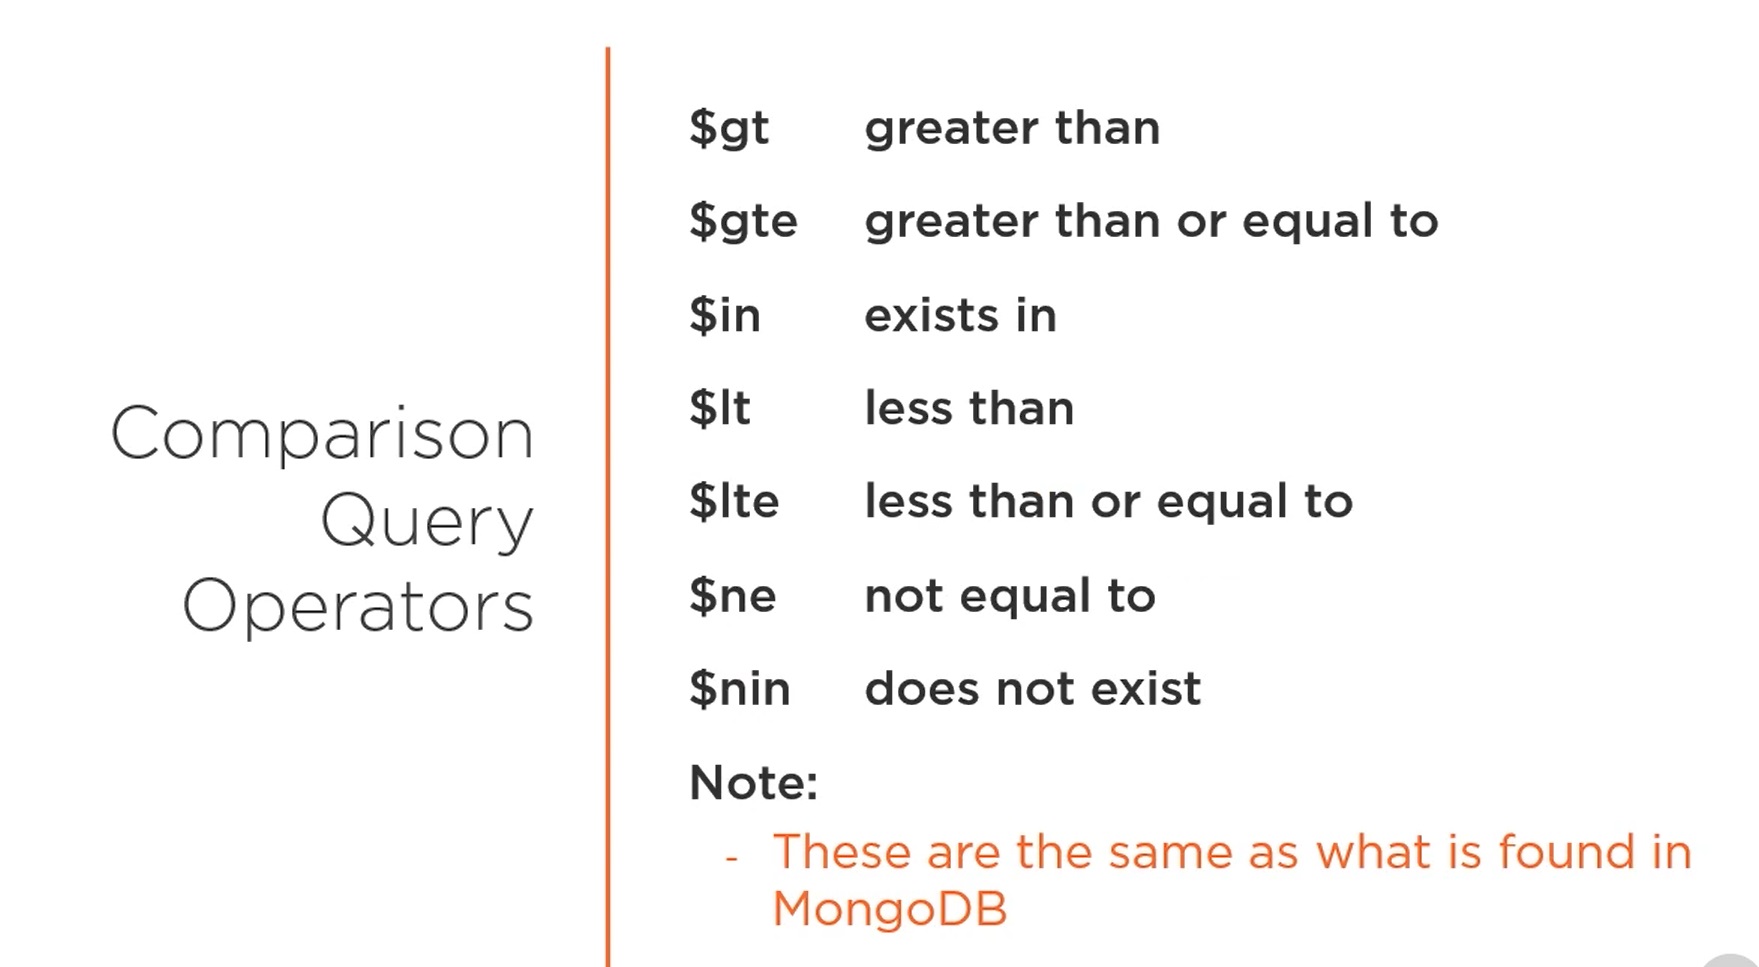 Comparison
Query
Operators
$gt greater than
$gte greater than or equal to
$in exists in
$lt less than
$lte less than or equal to
$ne not equal to
$nin does not exist
Note:
- These are the same as what is found in
MongoDB